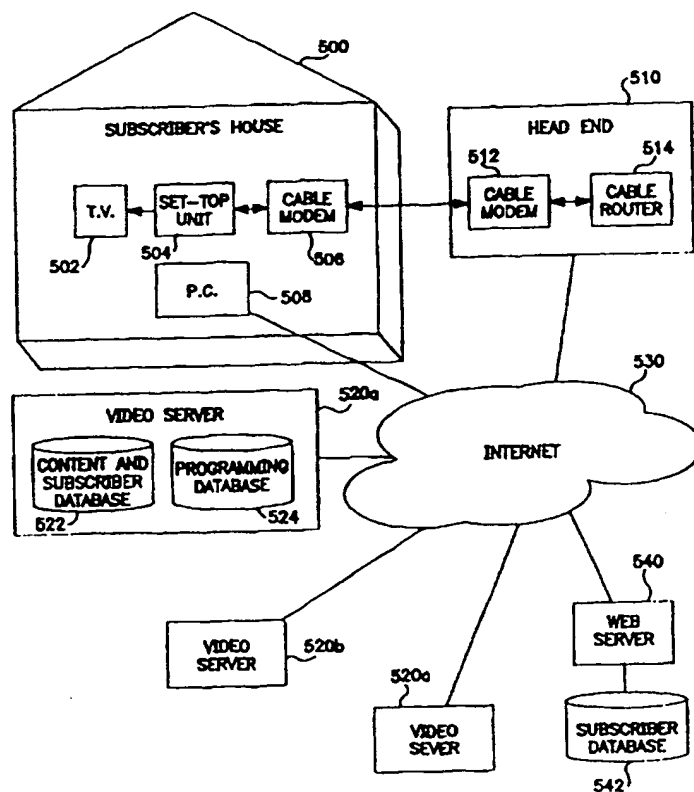 500
510
SUBSCRIBER'S HOUSE
HEAD END
512
514
T.V.
SET-TOP
UNIT
CABLE
MODEM
CABLE
MODEM
CABLE
ROUTER
502
504
506
P.C.
508
530
520a
VIDEO SERVER
INTERNET
CONTENT AND
SUBSCRIBER
DATABASE
PROGRAMMING
DATABASE
522
524
540
WEB
SERVER
VIDEO
SERVER
520b
520a
VIDEO
SEVER
SUBSCRIBER
DATABASE
542